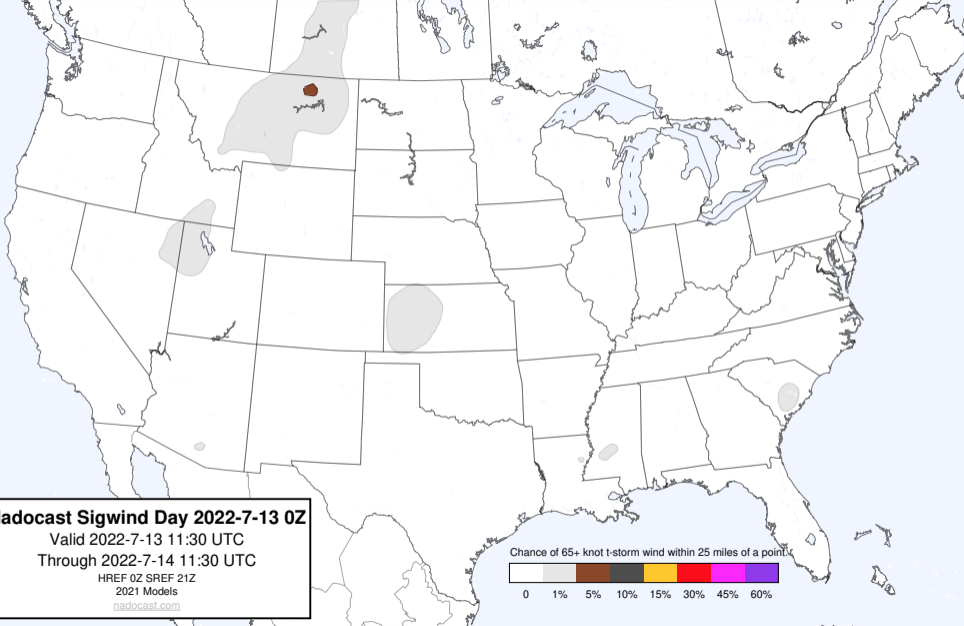 adocast Sigwind Day 2022-7-13 0Z
Valid 2022-7-13 11:30 UTC
Through 2022-7-14 11:30 UTC
HREF 0Z SREF 21Z
2021 Models
nadocast.com
Chance of 65+ knot t-storm wind within 25 miles of a point.
0 1% 5% 10% 15% 30% 45% 60%